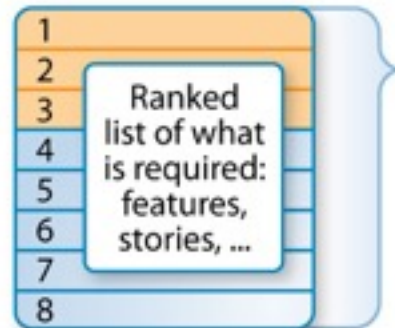 1
2
3
4
5
6
7
8
Ranked
list of what
is required:
features,
stories, ...